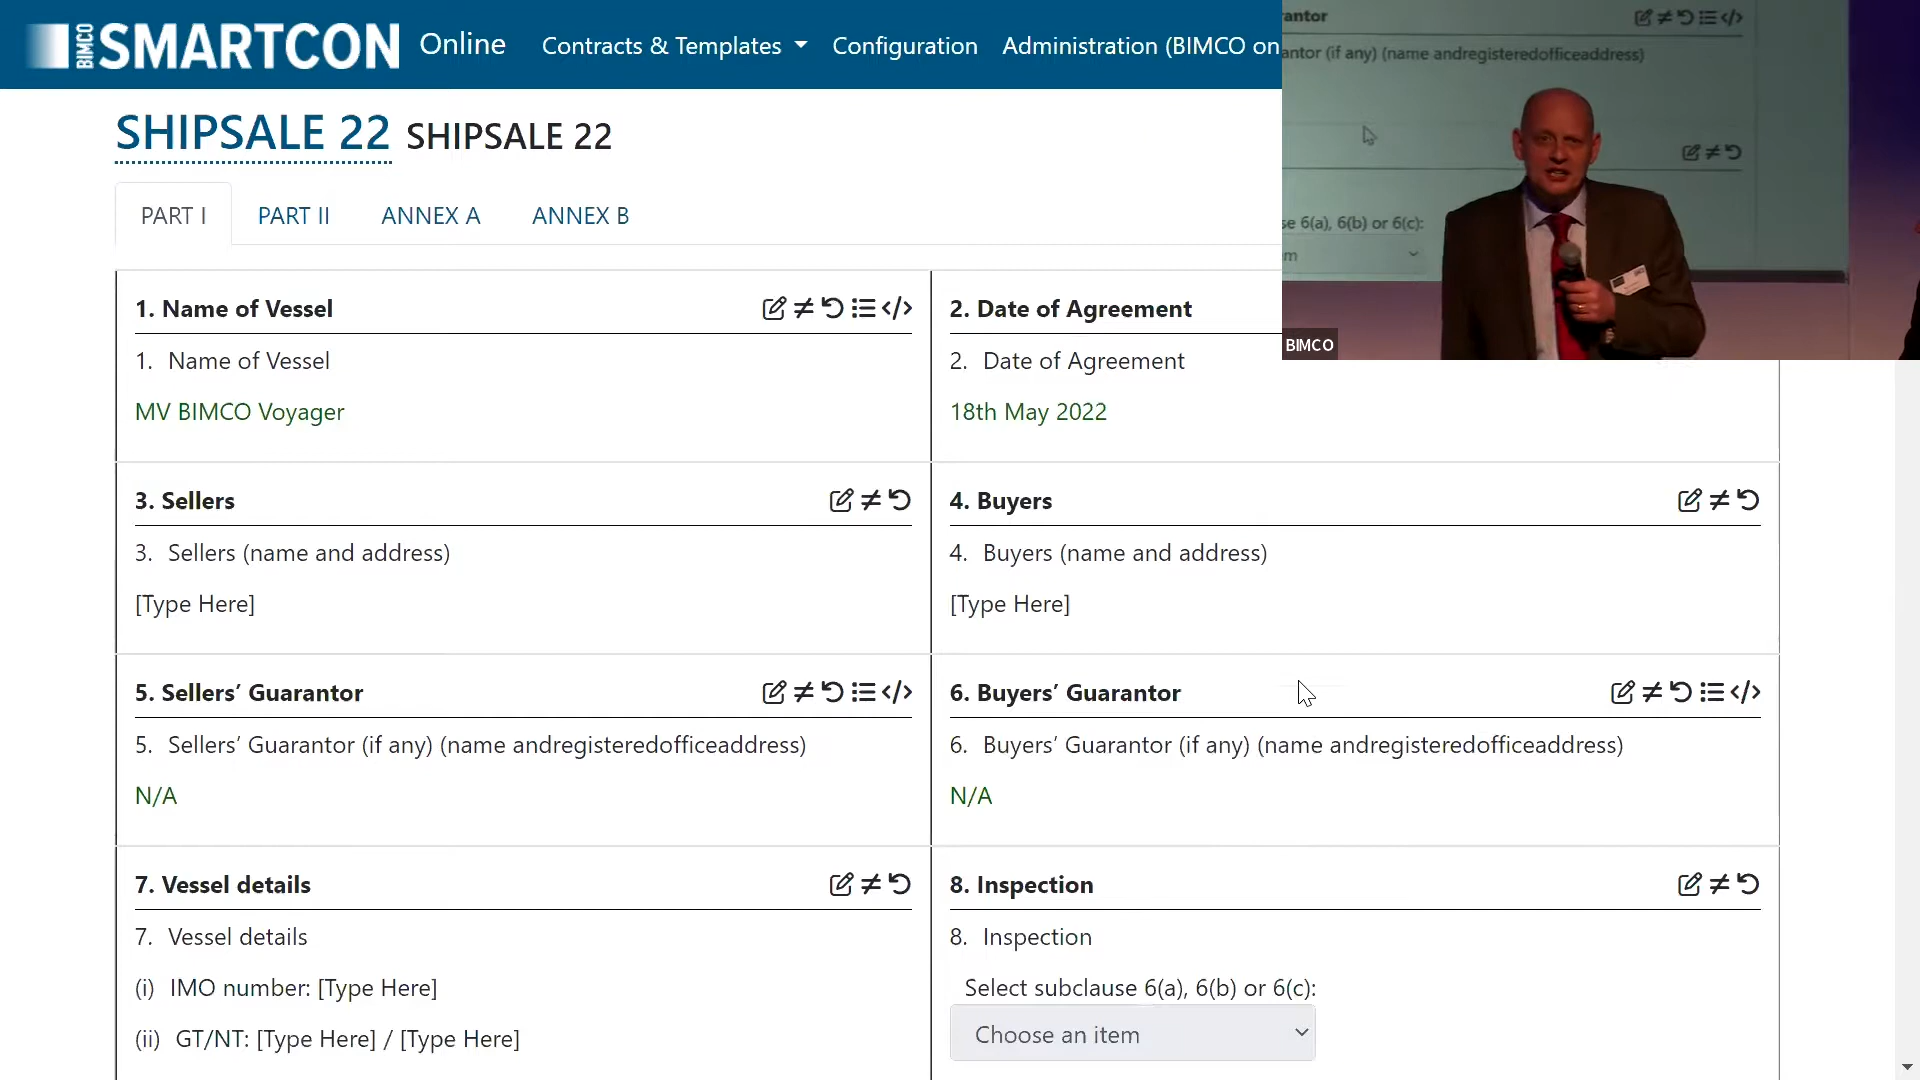 BIMCO SMARTCON Online Contracts & Templates Configuration Administration (BIMCO on
SHIPSALE 22 SHIPSALE 22
PART I PART II ANNEX A ANNEX B
1. Name of Vessel
1. Name of Vessel
MV BIMCO Voyager
2. Date of Agreement
2. Date of Agreement
18th May 2022
3. Sellers
3. Sellers (name and address)
[Type Here]
4. Buyers
4. Buyers (name and address)
[Type Here]
5. Sellers’ Guarantor
5. Sellers’ Guarantor (if any) (name andregisteredofficeaddress)
N/A
6. Buyers’ Guarantor
6. Buyers’ Guarantor (if any) (name andregisteredofficeaddress)
N/A
7. Vessel details
7. Vessel details
(i) IMO number: [Type Here]
(ii) GT/NT: [Type Here] / [Type Here]
8. Inspection
8. Inspection
Select subclause 6(a), 6(b) or 6(c):
Choose an item
antor
antor (if any) (name andregisteredofficeaddress)
se 6(a), 6(b) or 6(c):
m
BIMCO